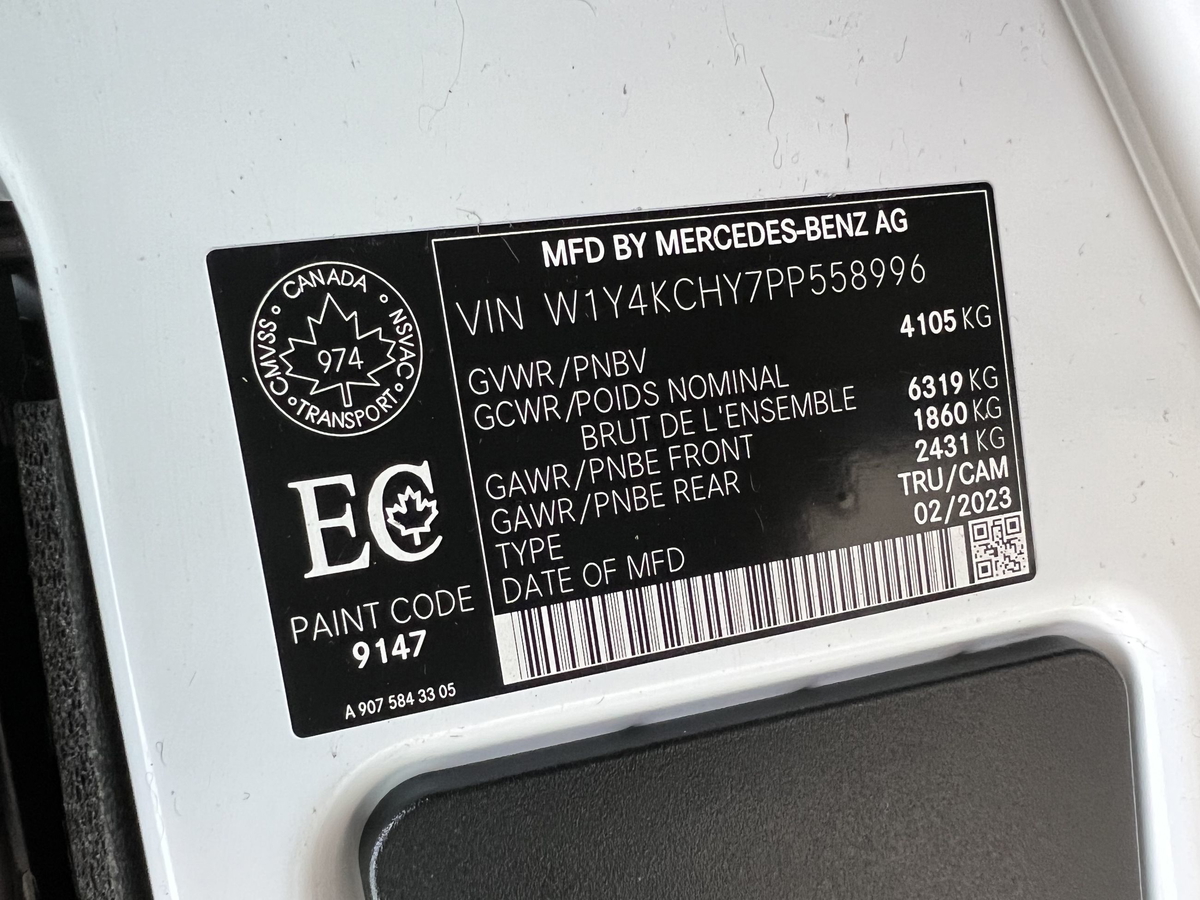 CANADA
CMVSS
NSVAC
974
TRANSPORT
EC
PAINT CODE
9147
A 907 584 33 05
MFD BY MERCEDES-BENZ AG
VIN W1Y4KCHY7PP558996
GVWR/PNBV 4105 KG
GCWR/POIDS NOMINAL
BRUT DE L'ENSEMBLE 6319 KG
GAWR/PNBE FRONT 1860 KG
GAWR/PNBE REAR 2431 KG
TYPE TRU/CAM
DATE OF MFD 02/2023